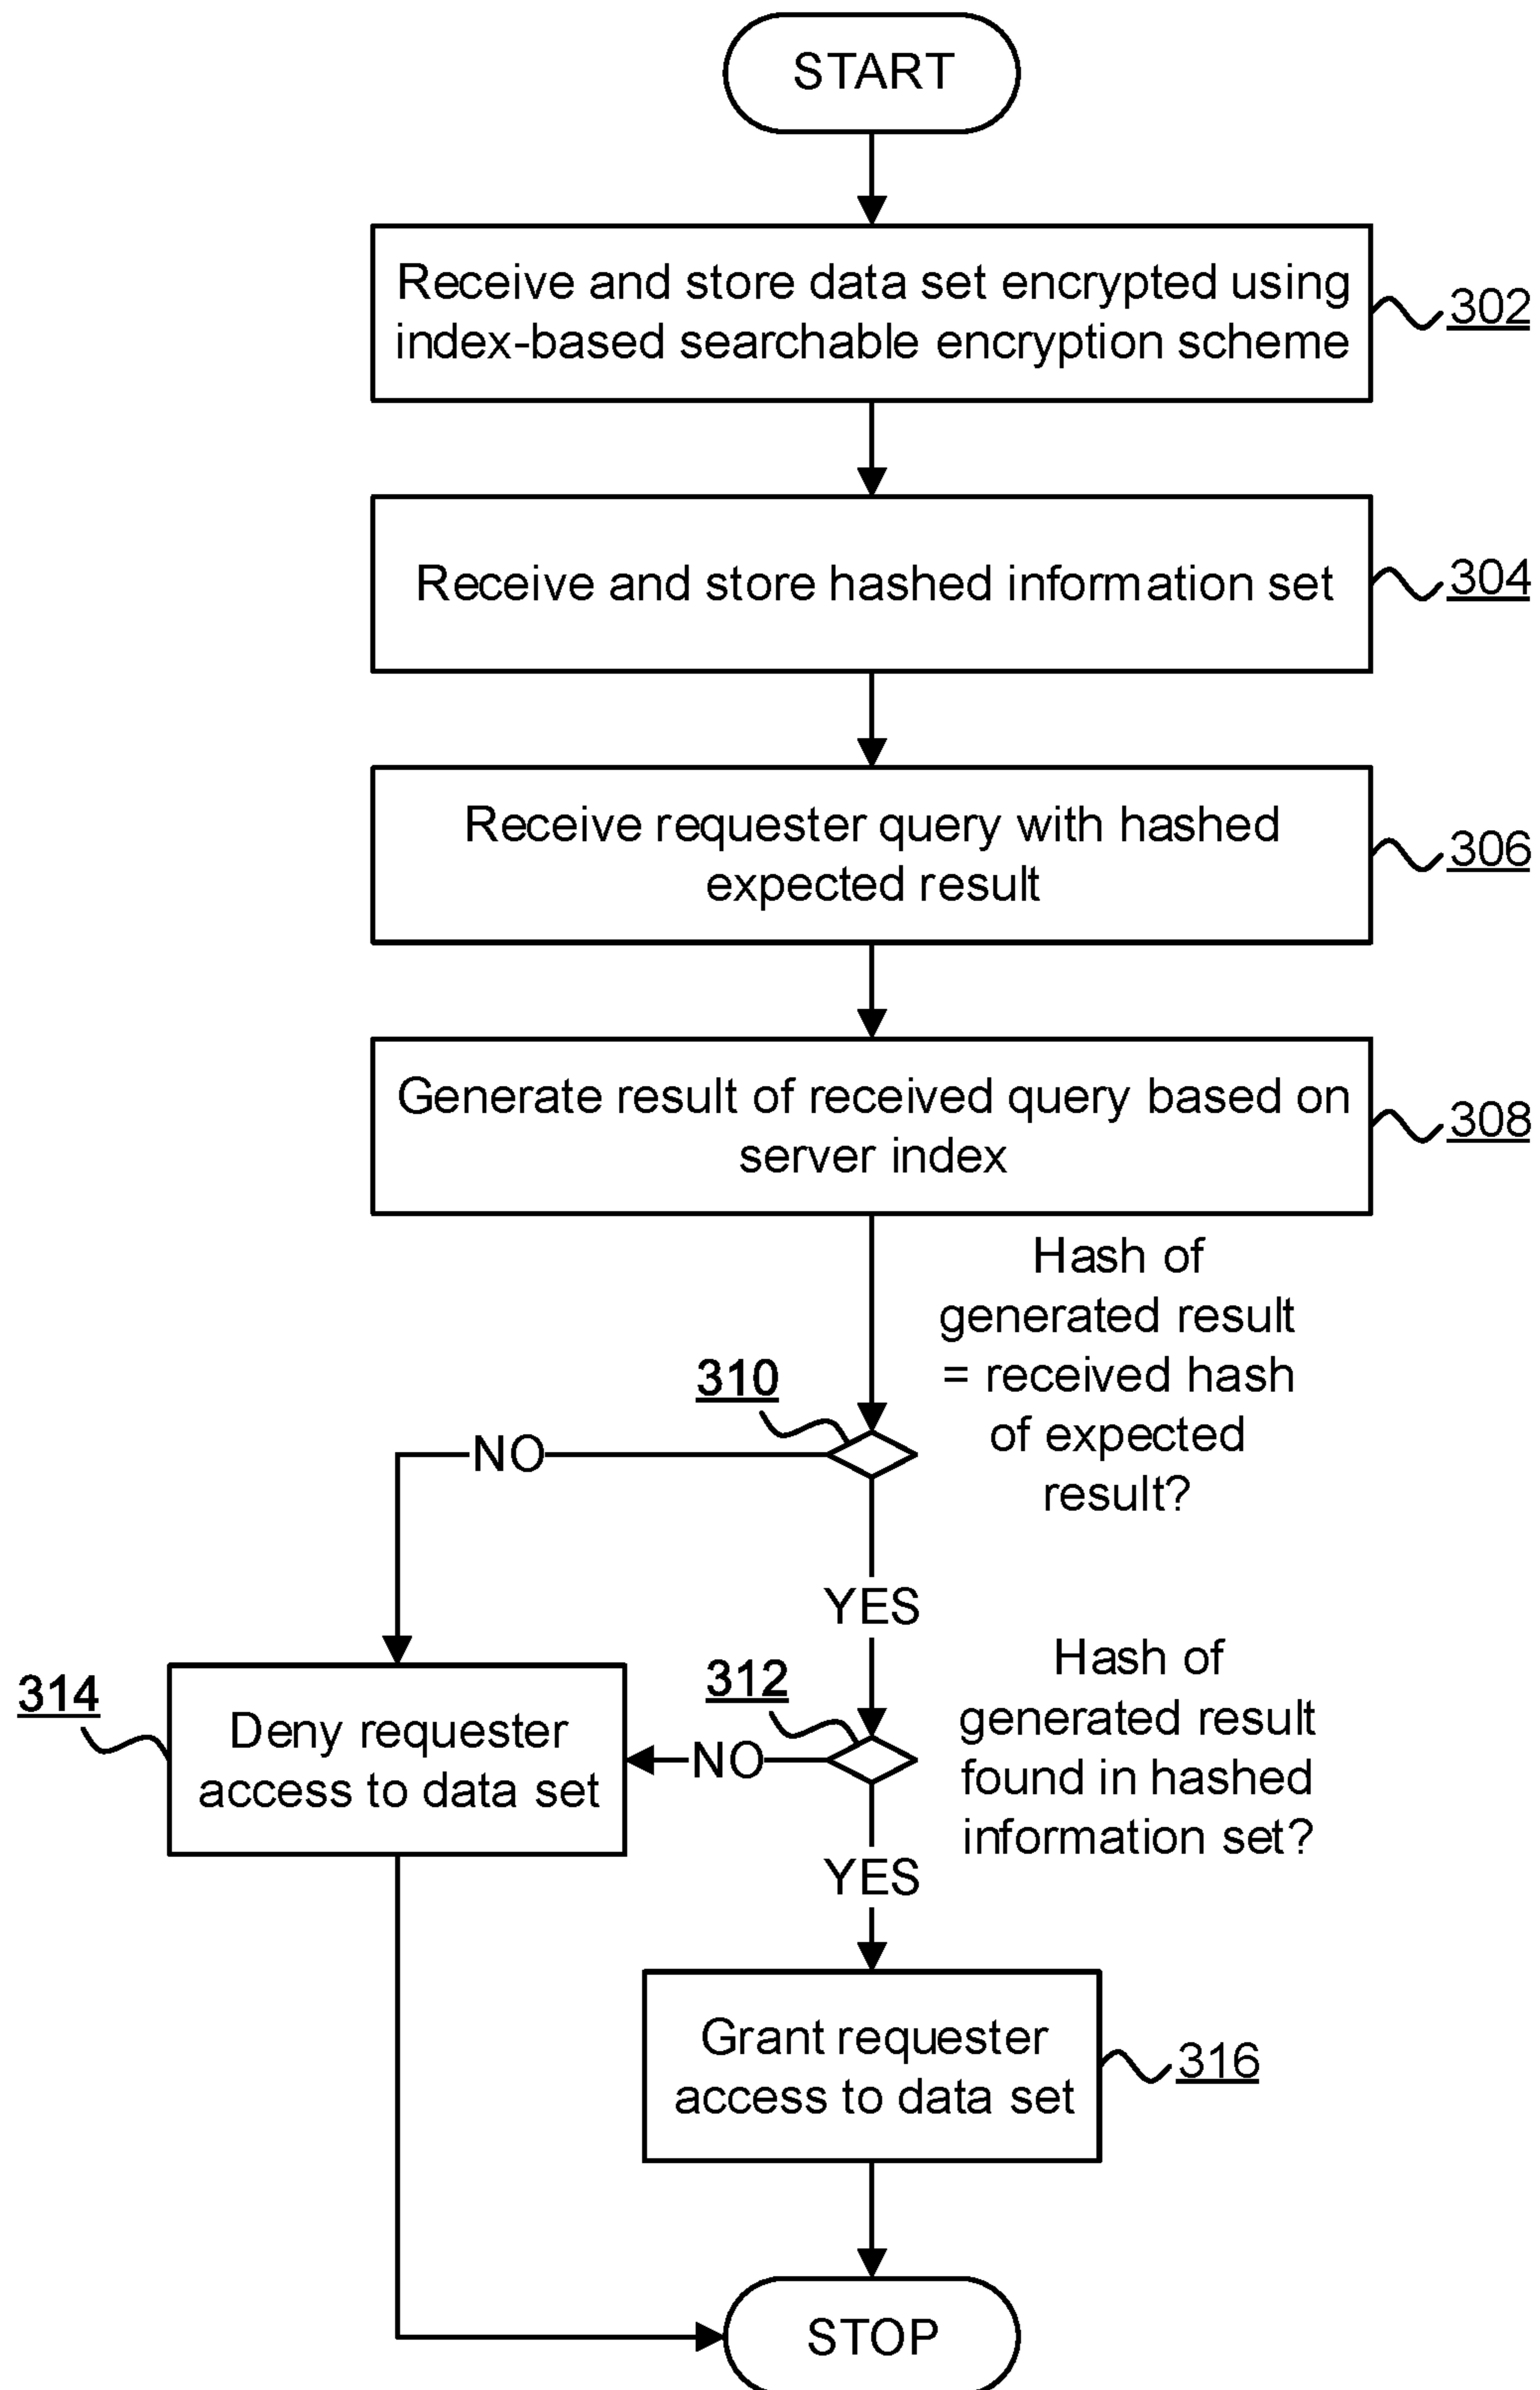 START
Receive and store data set encrypted using
index-based searchable encryption scheme
302
Receive and store hashed information set
304
Receive requester query with hashed
expected result
306
Generate result of received query based on
server index
308
Hash of
generated result
= received hash
of expected
result?
310
NO
YES
Hash of
generated result
found in hashed
information set?
312
314
Deny requester
access to data set
NO
YES
Grant requester
access to data set
316
STOP